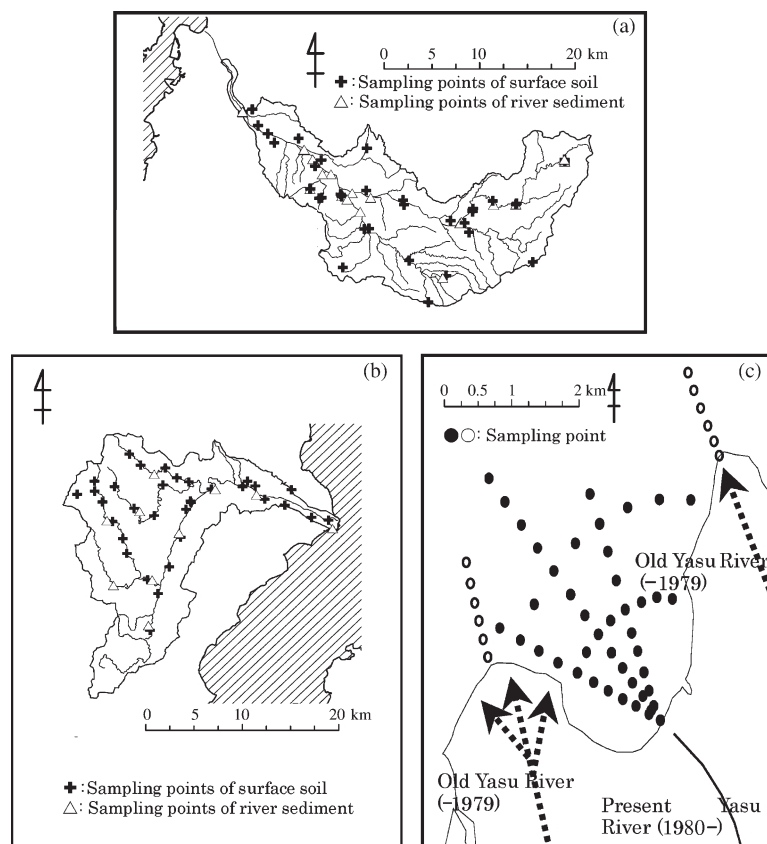 (a)
0 5 10 20 km
✚ :Sampling points of surface soil
△ : Sampling points of river sediment
(b)
0 5 10 20 km
✚ :Sampling points of surface soil
△ : Sampling points of river sediment
(c)
0 0.5 1 2 km
●○: Sampling point
Old Yasu River
(−1979)
Old Yasu River
(−1979)
Present Yasu
River (1980−)